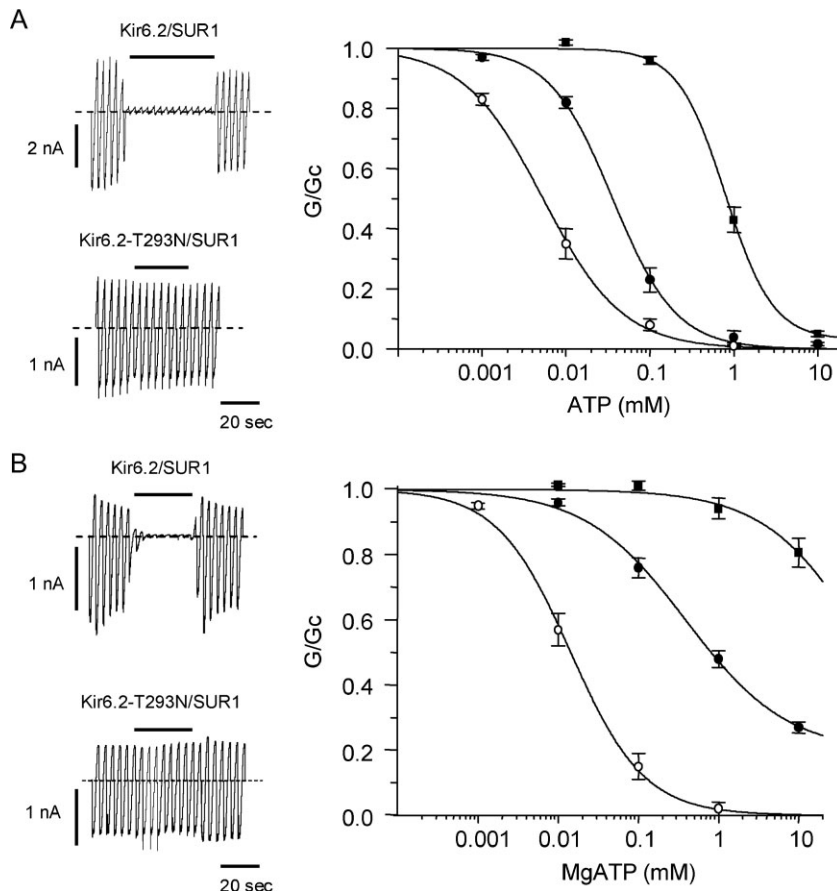 A
Kir6.2/SUR1
2 nA
Kir6.2-T293N/SUR1
1 nA
20 sec
G/Gc
1.0
0.8
0.6
0.4
0.2
0.0
0.001 0.01 0.1 1 10
ATP (mM)
B
Kir6.2/SUR1
1 nA
Kir6.2-T293N/SUR1
1 nA
20 sec
G/Gc
1.0
0.8
0.6
0.4
0.2
0.0
0.001 0.01 0.1 1 10
MgATP (mM)